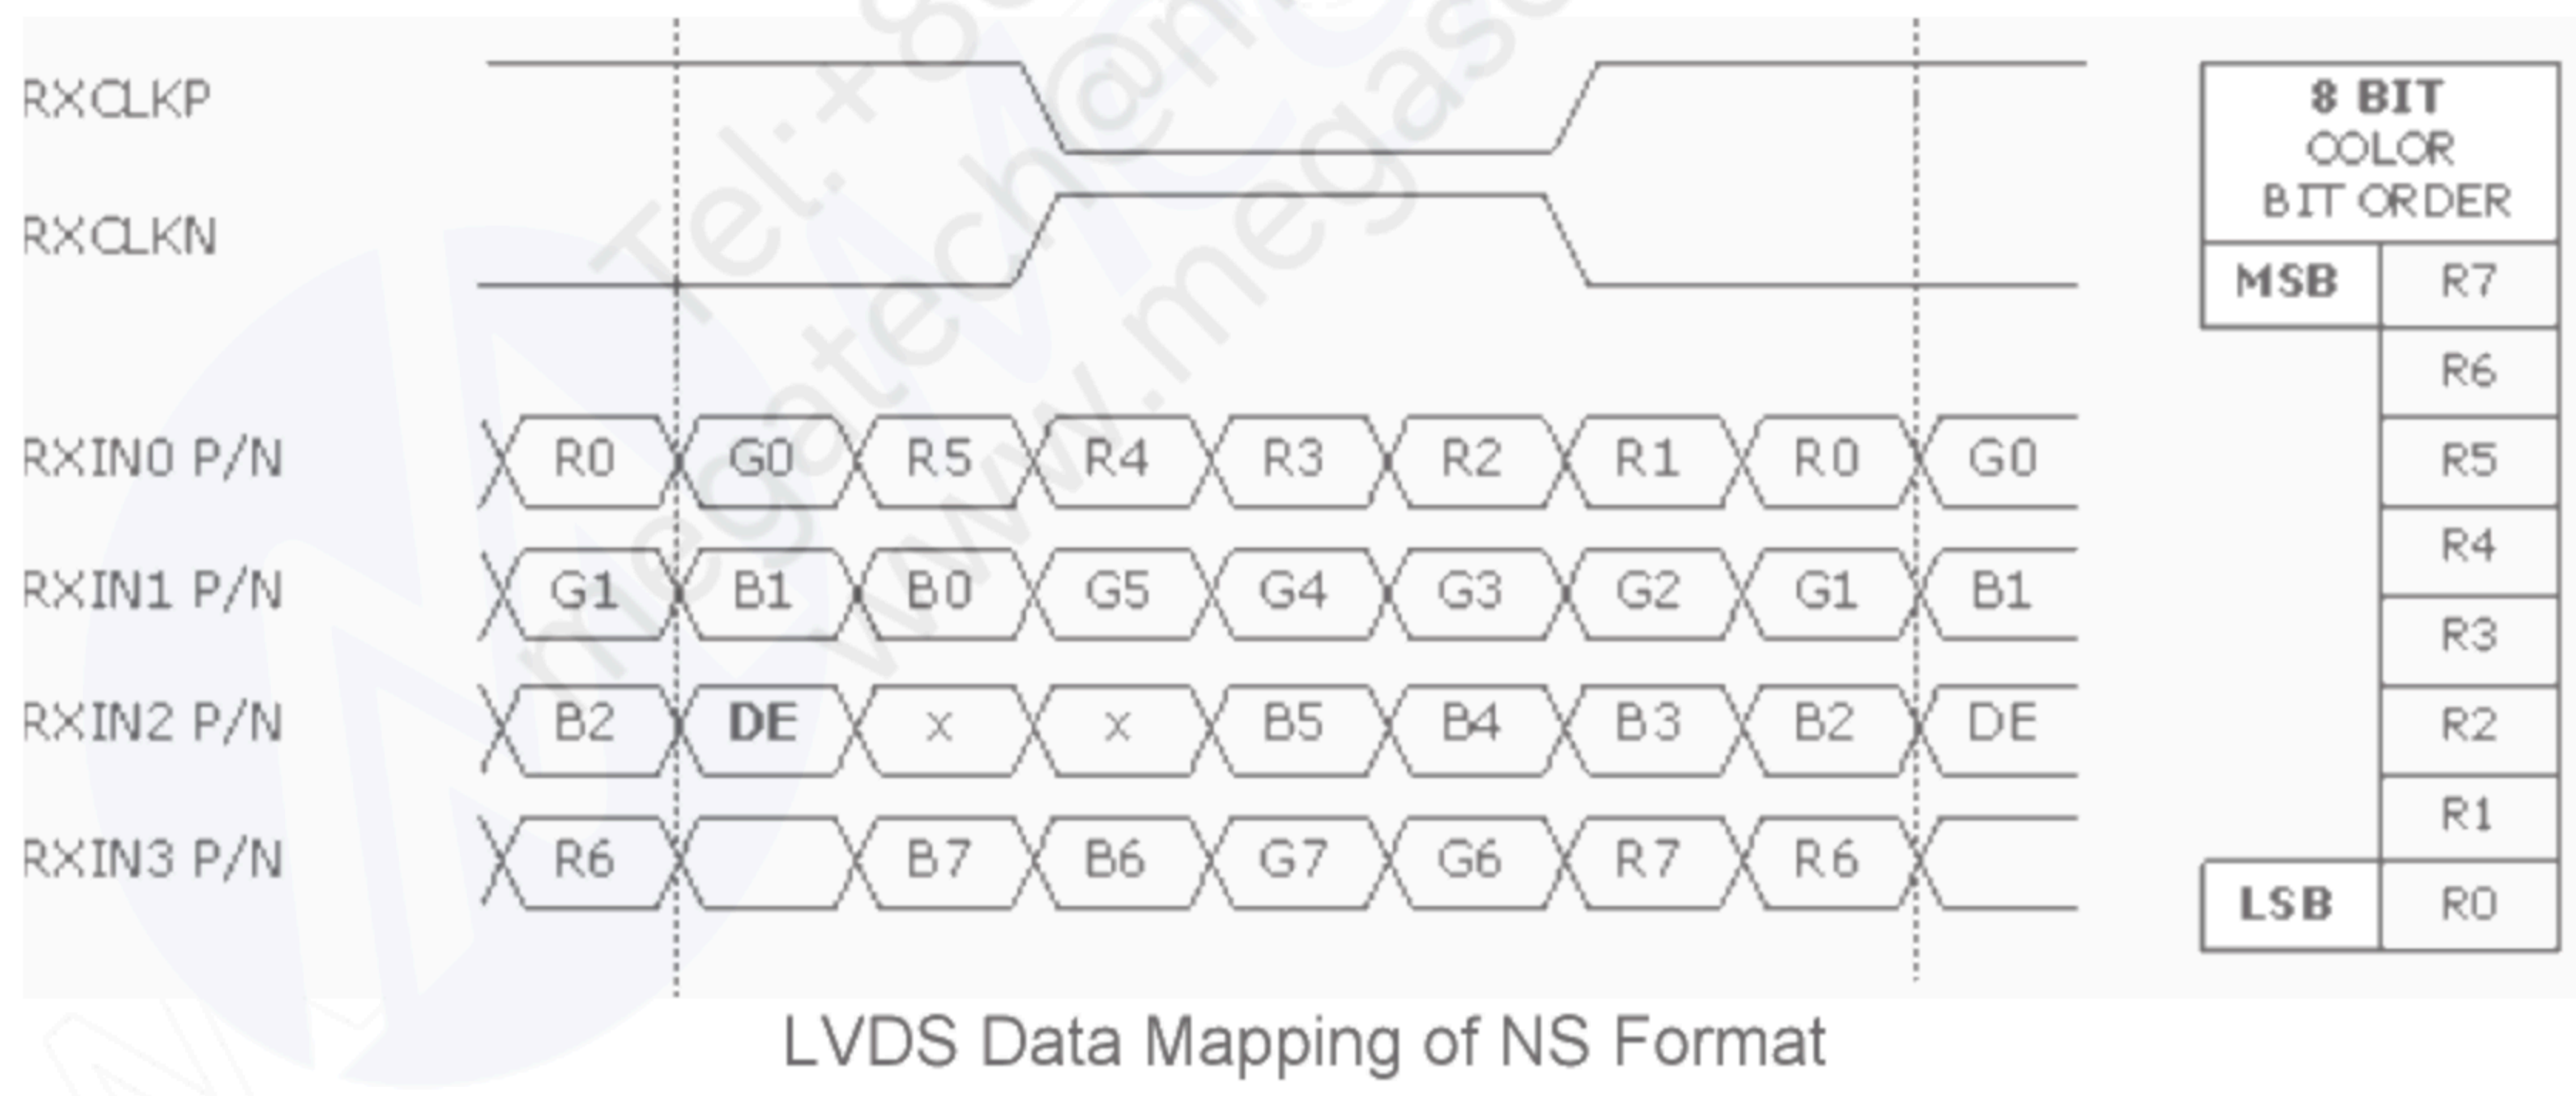 RXCLKP
RXCLKN
RXIN0 P/N R0 G0 R5 R4 R3 R2 R1 R0 G0
RXIN1 P/N G1 B1 B0 G5 G4 G3 G2 G1 B1
RXIN2 P/N B2 DE x x B5 B4 B3 B2 DE
RXIN3 P/N R6 B7 B6 G7 G6 R7 R6
8 BIT
COLOR
BIT ORDER
MSB R7
R6
R5
R4
R3
R2
R1
LSB R0
LVDS Data Mapping of NS Format